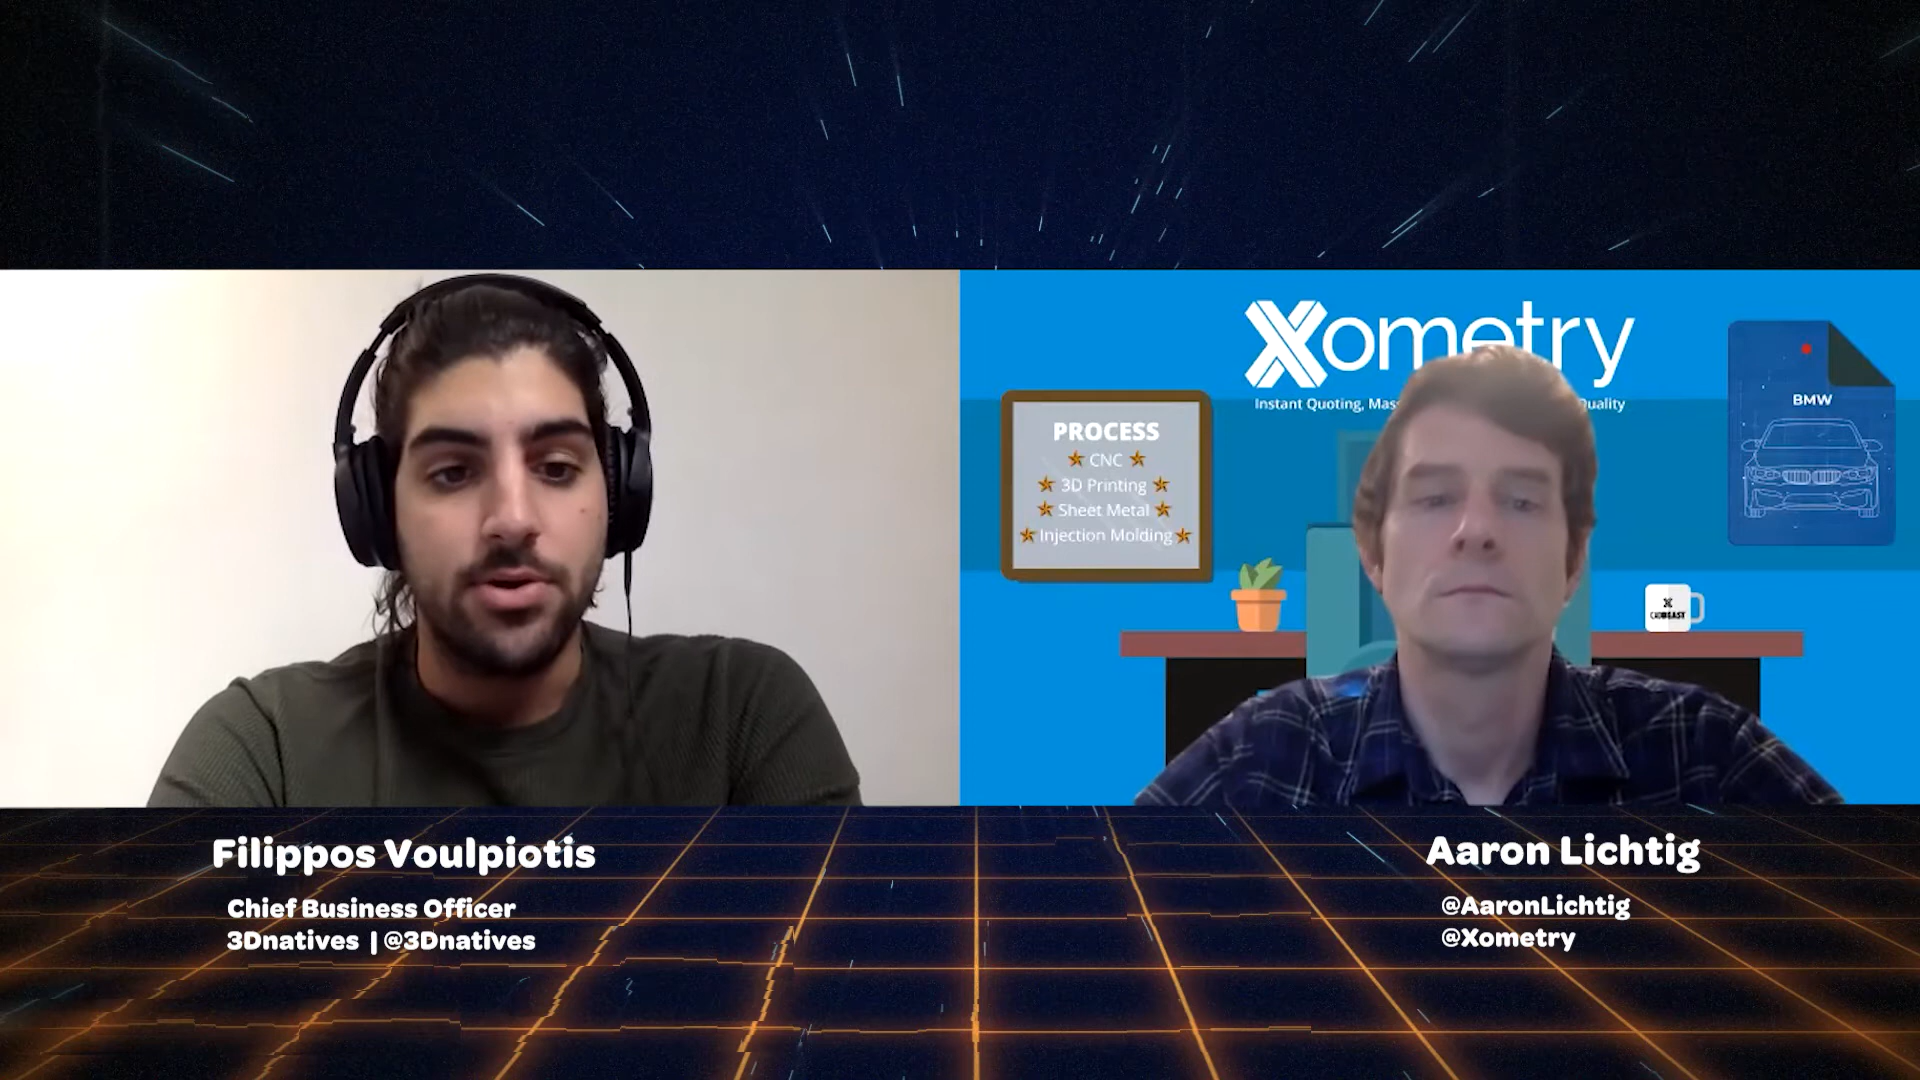 Xometry
Instant Quoting, Mas
uality
PROCESS
CNC
3D Printing
Sheet Metal
Injection Molding
BMW
X
CADBEAST
Filippos Voulpiotis
Chief Business Officer
3Dnatives | @3Dnatives
Aaron Lichtig
@AaronLichtig
@Xometry